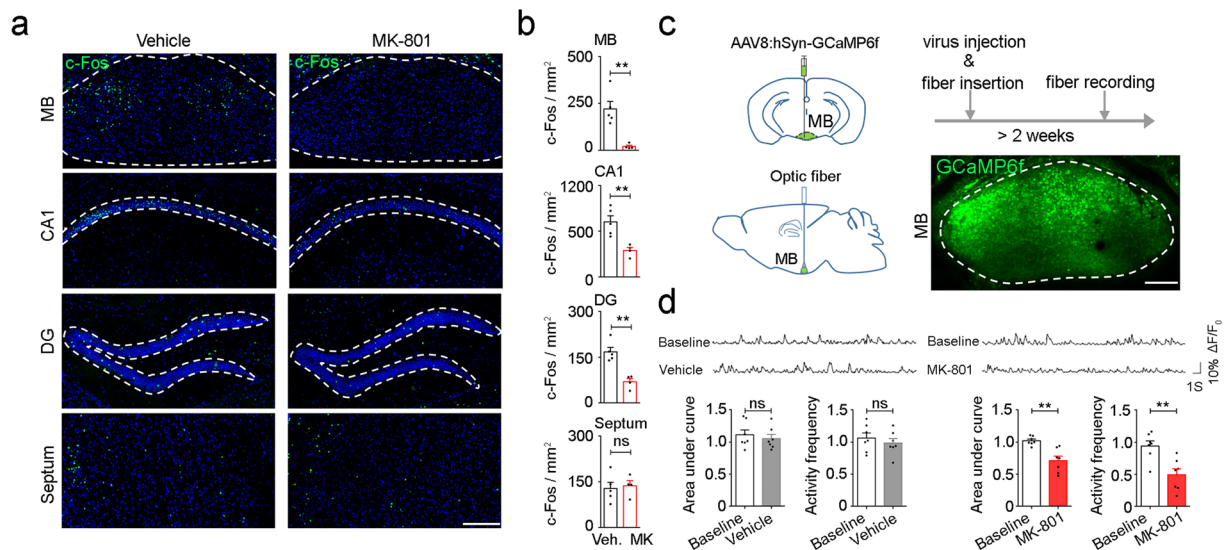 a
Vehicle
MK-801
c-Fos
c-Fos
MB
CA1
DG
Septum
b
MB
**
c-Fos / mm²
500
250
0
CA1
**
c-Fos / mm²
1200
600
500
0
DG
**
c-Fos / mm²
300
150
0
Septum
ns
c-Fos / mm²
300
150
0
Veh. MK
c
AAV8:hSyn-GCaMP6f
MB
Optic fiber
MB
virus injection
&
fiber insertion
fiber recording
> 2 weeks
GCaMP6f
MB
d
Baseline
Vehicle
Baseline
MK-801
1S
10% ΔF/F₀
Area under curve
1.5
1.0
0.5
0
ns
Baseline
Vehicle
Activity frequency
1.5
1.0
0.5
0
ns
Baseline
Vehicle
Area under curve
1.5
1.0
0.5
0
**
Baseline
MK-801
Activity frequency
1.5
1.0
0.5
0
**
Baseline
MK-801